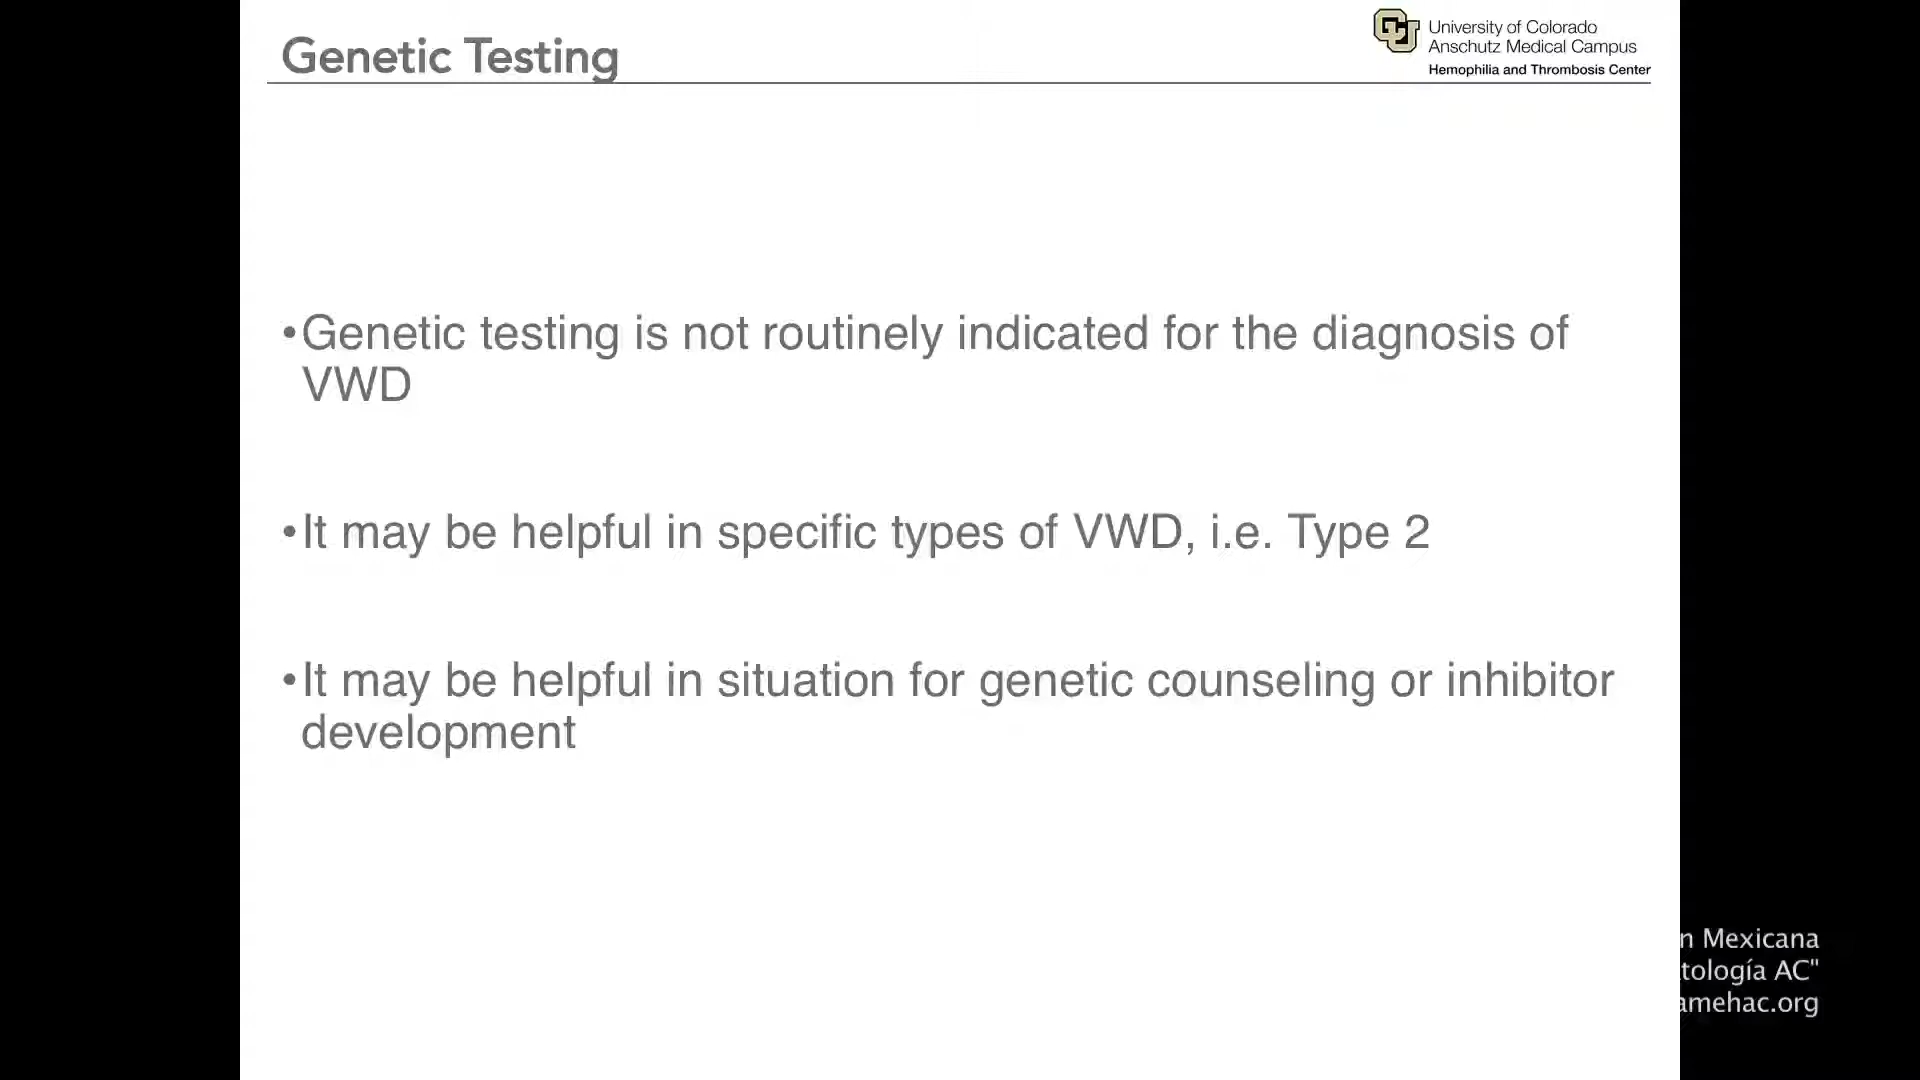 Genetic Testing
University of Colorado
Anschutz Medical Campus
Hemophilia and Thrombosis Center
•Genetic testing is not routinely indicated for the diagnosis of
VWD
•It may be helpful in specific types of VWD, i.e. Type 2
•It may be helpful in situation for genetic counseling or inhibitor
development
n Mexicana
tología AC"
amehac.org